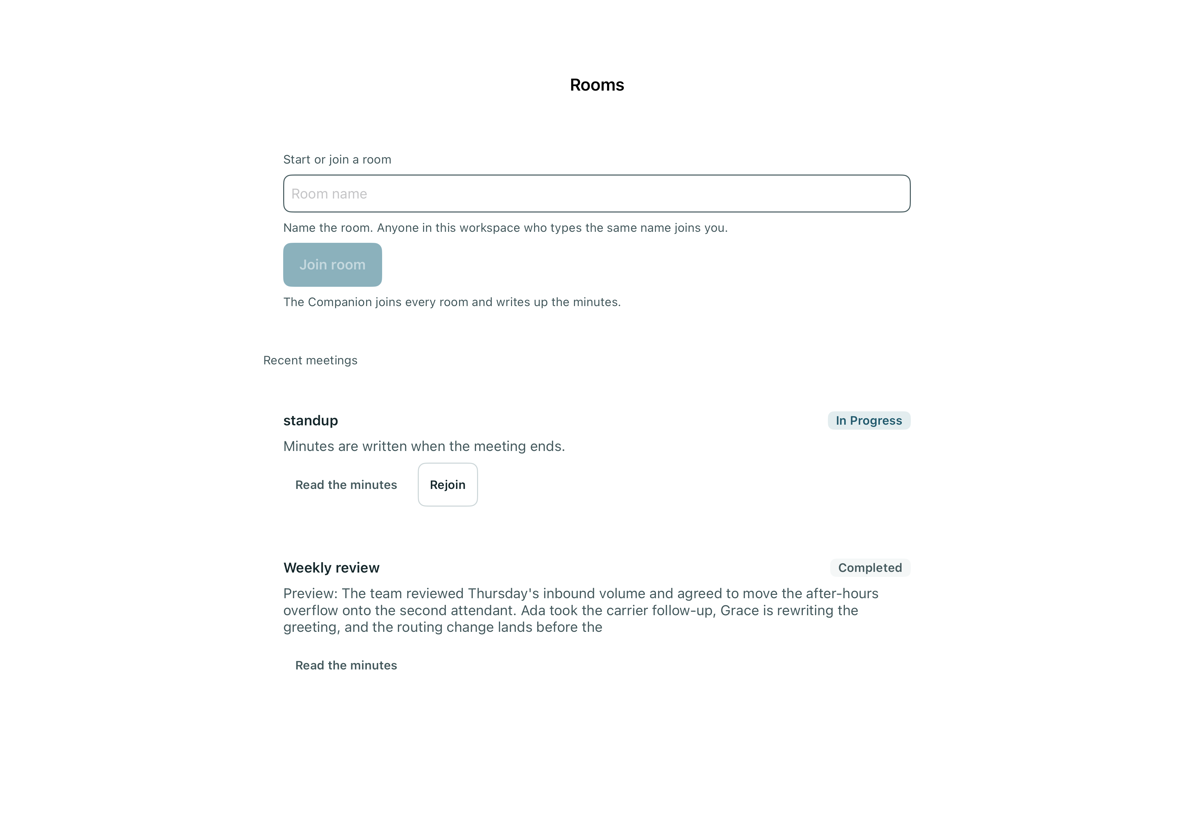 Rooms
Start or join a room
Room name
Name the room. Anyone in this workspace who types the same name joins you.
Join room
The Companion joins every room and writes up the minutes.
Recent meetings
standup
In Progress
Minutes are written when the meeting ends.
Read the minutes
Rejoin
Weekly review
Completed
Preview: The team reviewed Thursday's inbound volume and agreed to move the after-hours
overflow onto the second attendant. Ada took the carrier follow-up, Grace is rewriting the
greeting, and the routing change lands before the
Read the minutes